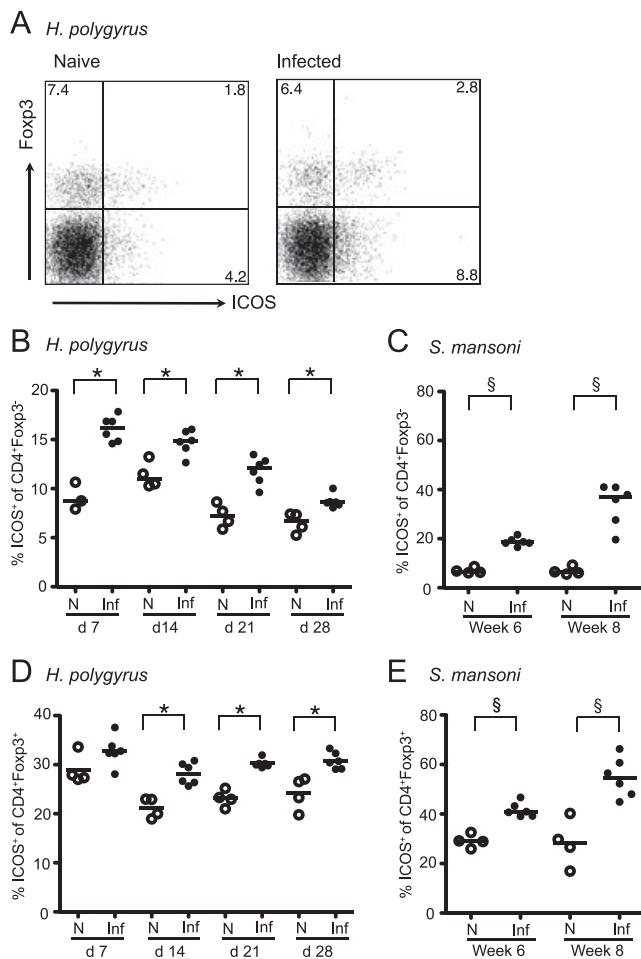 A H. polygyrus
Naive
Infected
7.4 1.8
6.4 2.8
Foxp3
4.2
8.8
ICOS
B H. polygyrus
* * * *
% ICOS+ of CD4+Foxp3-
20
15
10
5
0
N Inf N Inf N Inf N Inf
d 7 d14 d 21 d 28
C S. mansoni
§ §
% ICOS+ of CD4+Foxp3-
80
60
40
20
0
N Inf N Inf
Week 6 Week 8
D H. polygyrus
* * *
% ICOS+ of CD4+Foxp3+
40
30
20
10
0
N Inf N Inf N Inf N Inf
d 7 d 14 d 21 d 28
E S. mansoni
§ §
% ICOS+ of CD4+Foxp3+
80
60
40
20
0
N Inf N Inf
Week 6 Week 8